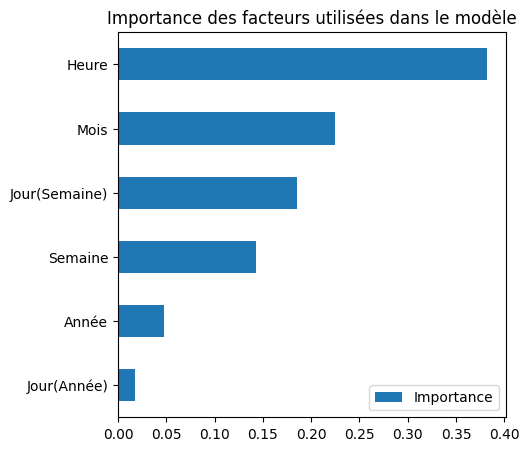 Importance des facteurs utilisées dans le modèle
Heure
Mois
Jour(Semaine)
Semaine
Année
Jour(Année)
Importance
0.00 0.05 0.10 0.15 0.20 0.25 0.30 0.35 0.40